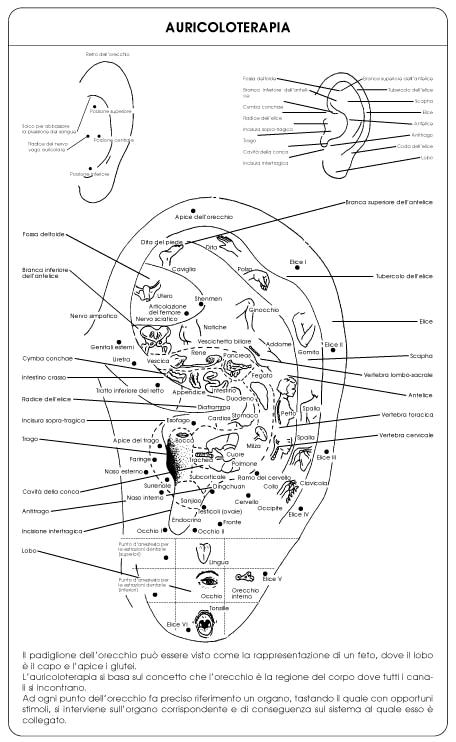 AURICOLOTERAPIA
Retro dell'orecchio
Posizione superiore
Solco per abbassare
la pressione del sangue
Radice del nervo
vago auricolare
Posizione centrale
Posizione inferiore
Fossa deltoide
Branca inferiore dell'anteli-
ce
Cymba conchae
Radice dell'elice
Incisura sopra-tragica
Trago
Cavità della conca
Incisura intertragica
Branca superiore dell'antelice
Tubercolo dell'elice
Scapha
Elice
Antelice
Antitrago
Coda dell'elice
Lobo
Apice dell'orecchio
Branca superiore dell'antelice
Fossa deltoide
Dita del piede
Dita
Elice I
Caviglia
Polso
Branca inferiore
dell'antelice
Tubercolo dell'elice
Utero
Shenmen
Articolazione
del femore
Nervo sciatico
Ginocchio
Nervo simpatico
Elice
Natiche
Genitali esterni
Vescichetta biliare
Addome
Elice II
Gomito
Cymba conchae
Uretra
Vescica
Rene
Pancreas
Scapha
Intestino crasso
Fegato
Vertebra lombo-sacrale
Tratto inferiore del retto
Appendice
Intestino
Duodeno
Antelice
Radice dell'elice
Diaframma
Petto
Spalla
Vertebra toracica
Incisura sopra-tragica
Esofago
Cardias
Stomaco
Vertebra cervicale
Trago
Apice del trago
Bocca
Milza
Spalla
Faringe
Trachea
Cuore
Polmone
Elice III
Naso esterno
Subcorticale
Ramo del cervello
Clavicola
Surrenale
Dingchuan
Collo
Cavità della conca
Naso interno
Cervello
Antitrago
Sanjiao
Testicoli (ovaie)
Occipite
Elice IV
Endocrino
Fronte
Incisione intertragica
Occhio I
Occhio II
Lobo
Punto d'anestesia per
le estrazioni dentarie
(superiori)
Lingua
Punto d'anestesia per
le estrazioni dentarie
(inferiori)
Occhio
Orecchio
interno
Elice V
Tonsille
Elice VI
Il padiglione dell'orecchio può essere visto come la rappresentazione di un feto, dove il lobo
è il capo e l'apice i glutei.
L'auricoloterapia si basa sul concetto che l'orecchio è la regione del corpo dove tutti i cana-
li si incontrano.
Ad ogni punto dell'orecchio fa preciso riferimento un organo, tastando il quale con opportuni
stimoli, si interviene sull'organo corrispondente e di conseguenza sul sistema al quale esso è
collegato.